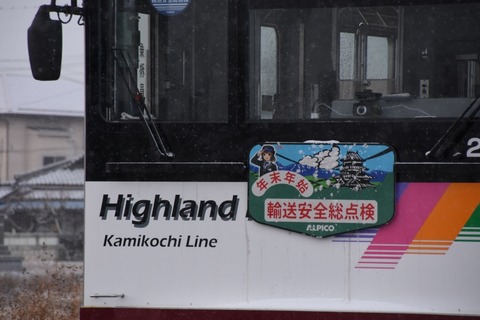 年末年始
輸送安全総点検
ALPICO
Highland
Kamikochi Line
2